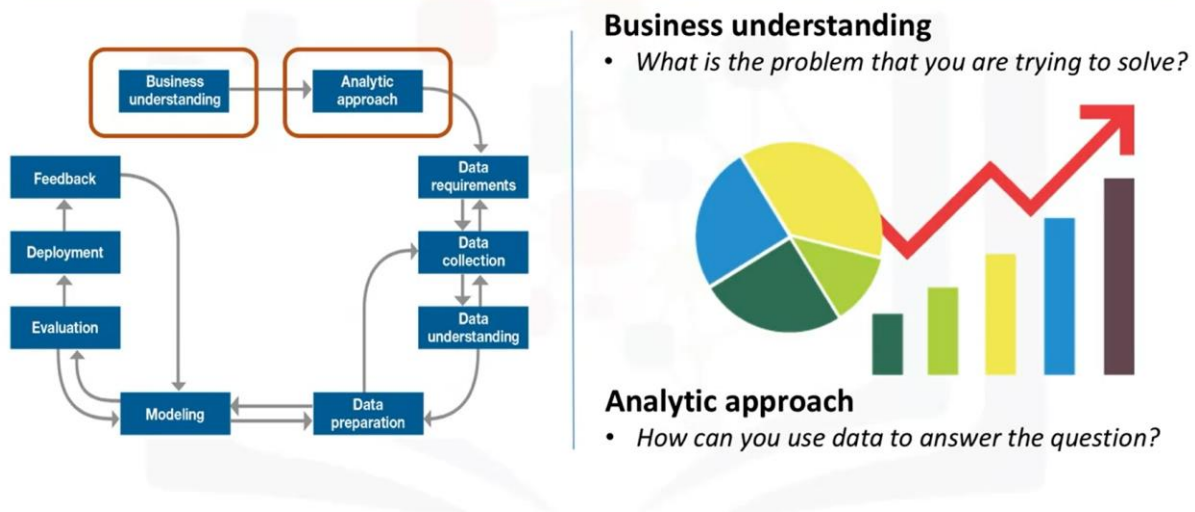 Business
understanding
Analytic
approach
Data
requirements
Data
collection
Data
understanding
Data
preparation
Modeling
Evaluation
Deployment
Feedback
Business understanding
• What is the problem that you are trying to solve?
Analytic approach
• How can you use data to answer the question?